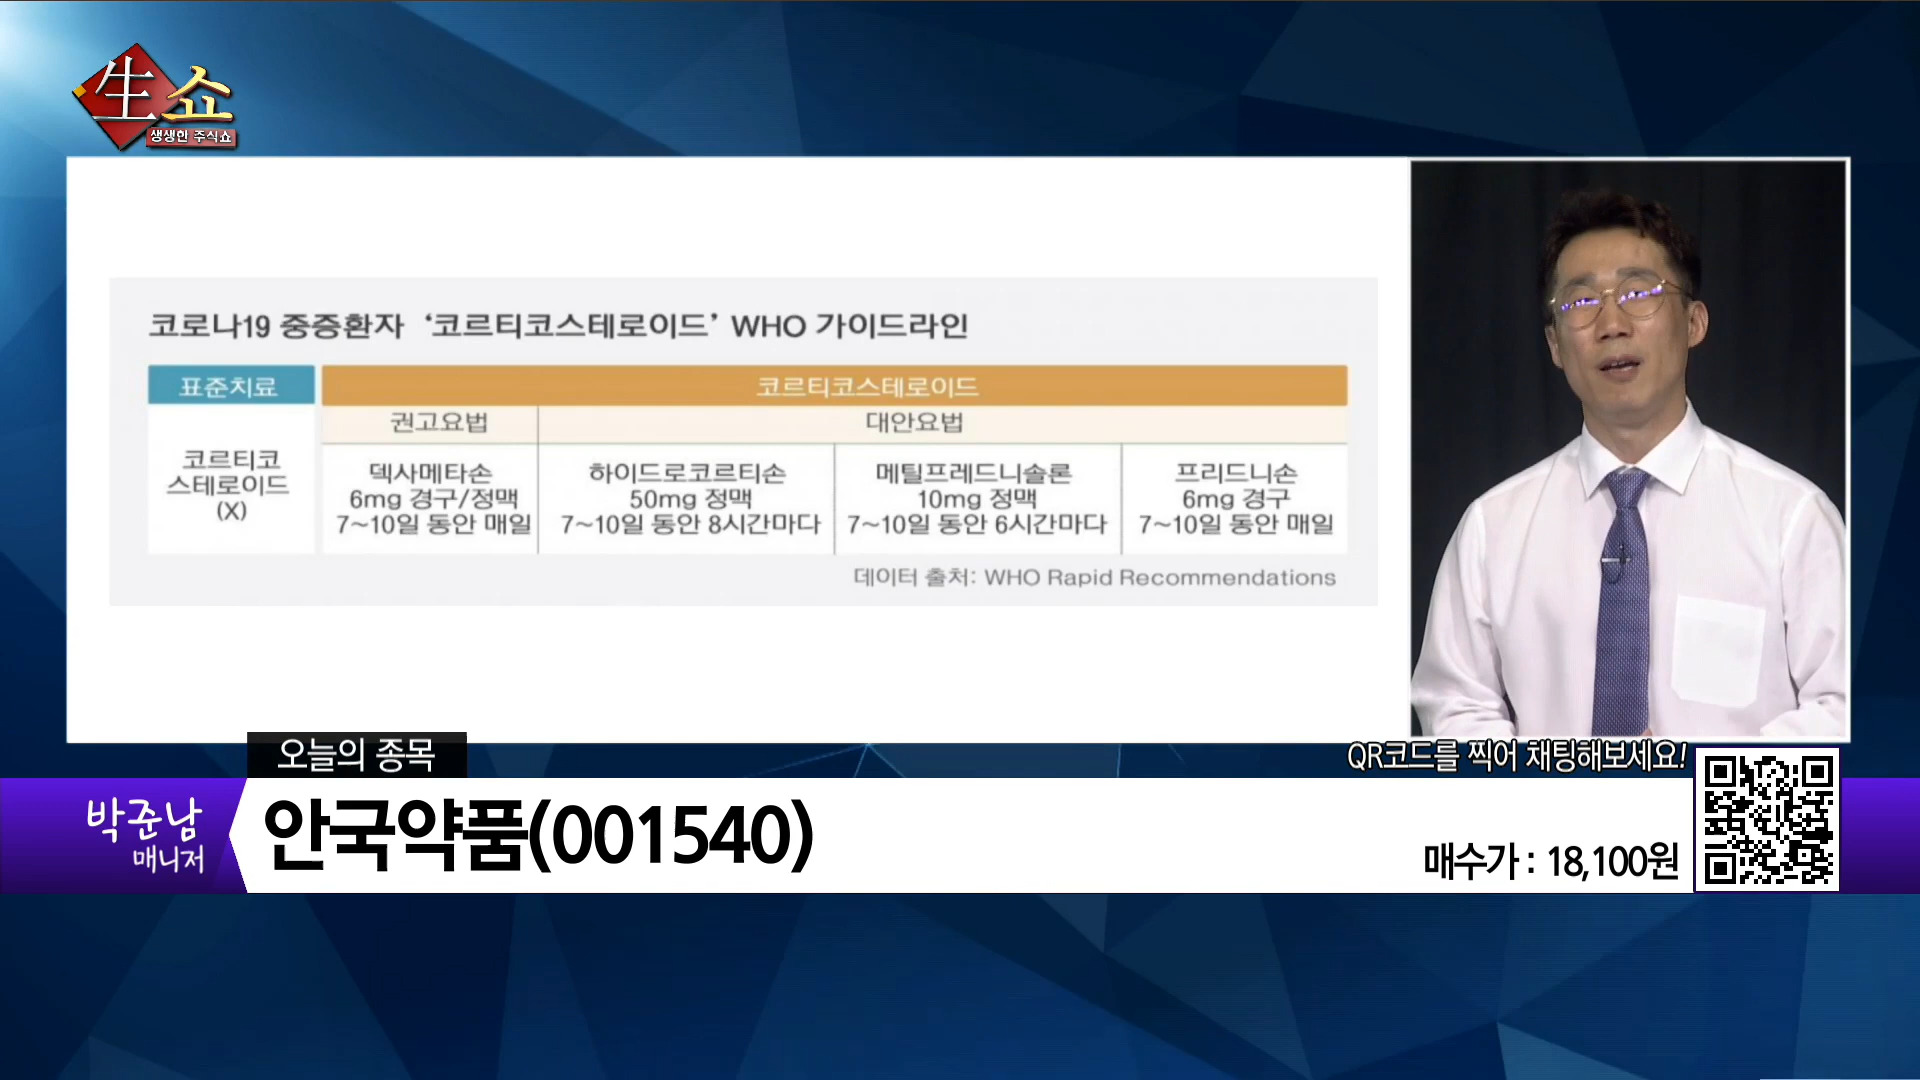 生쇼
생생한 주식쇼
코로나19 중증환자 ‘코르티코스테로이드’ WHO 가이드라인
표준치료
코르티코스테로이드
권고요법
대안요법
코르티코
스테로이드
(X)
덱사메타손
6mg 경구/정맥
7~10일 동안 매일
하이드로코르티손
50mg 정맥
7~10일 동안 8시간마다
메틸프레드니솔론
10mg 정맥
7~10일 동안 6시간마다
프리드니손
6mg 경구
7~10일 동안 매일
데이터 출처: WHO Rapid Recommendations
오늘의 종목
QR코드를 찍어 채팅해보세요!
박준남
매니저
안국약품(001540)
매수가 : 18,100원